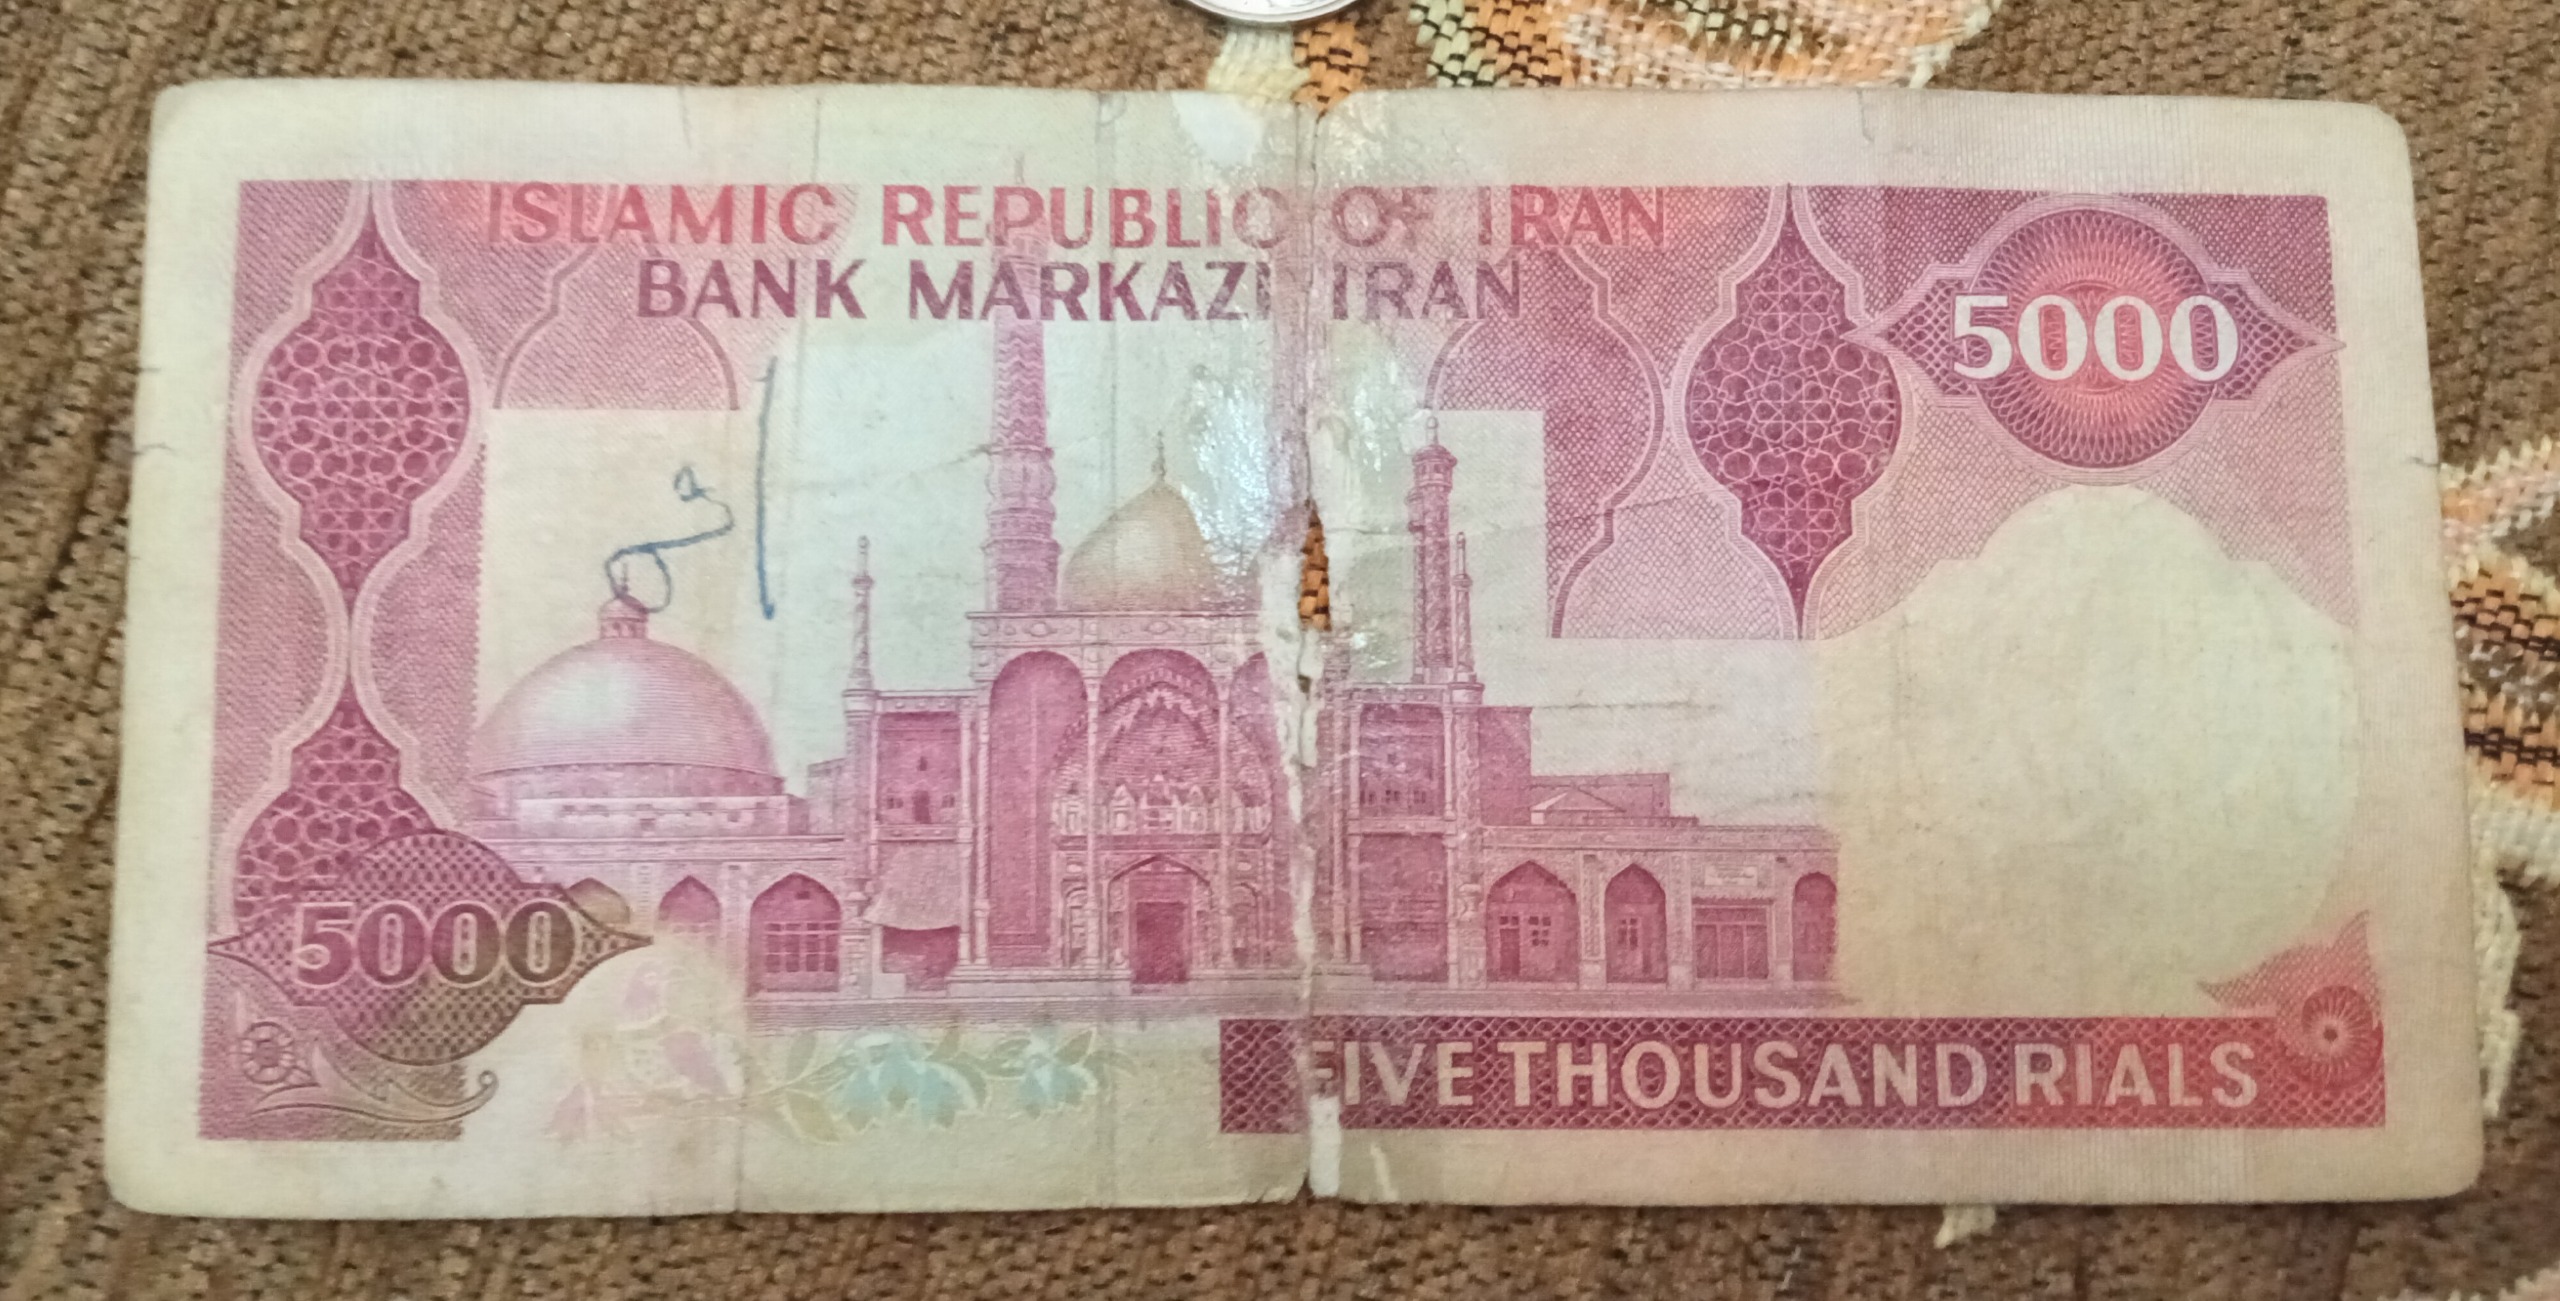 ISLAMIC REPUBLIC OF IRAN
BANK MARKAZI IRAN
5000
5000
FIVE THOUSAND RIALS